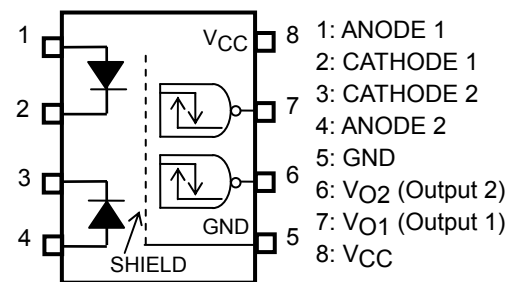 1
2
3
4
V_CC
GND
SHIELD
8
7
6
5
1: ANODE 1
2: CATHODE 1
3: CATHODE 2
4: ANODE 2
5: GND
6: V_O2 (Output 2)
7: V_O1 (Output 1)
8: V_CC